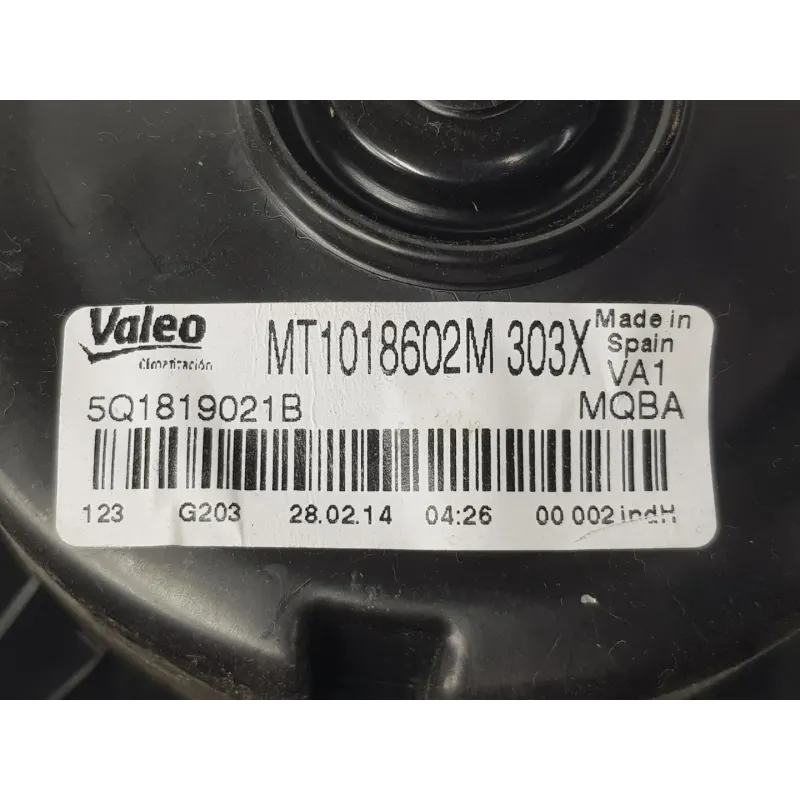 Valeo
Climatización
MT1018602M 303X
Made in
Spain
VA1
5Q1819021B
MQBA
123 G203 28.02.14 04:26 00 002 indH